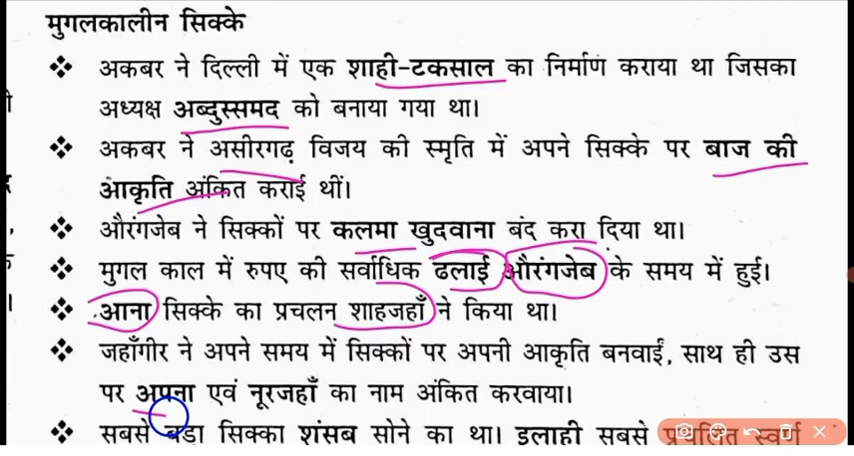 मुगलकालीन सिक्के
❖ अकबर ने दिल्ली में एक शाही-टकसाल का निर्माण कराया था जिसका
अध्यक्ष अब्दुस्समद को बनाया गया था।
❖ अकबर ने असीरगढ़ विजय की स्मृति में अपने सिक्के पर बाज की
आकृति अंकित कराई थीं।
❖ औरंगजेब ने सिक्कों पर कलमा खुदवाना बंद करा दिया था।
❖ मुगल काल में रुपए की सर्वाधिक ढलाई औरंगजेब के समय में हुई।
❖ आना सिक्के का प्रचलन शाहजहाँ ने किया था।
❖ जहाँगीर ने अपने समय में सिक्कों पर अपनी आकृति बनवाईं, साथ ही उस
पर अपना एवं नूरजहाँ का नाम अंकित करवाया।
❖ सबसे बड़ा सिक्का शंसब सोने का था। इलाही सबसे प्रचलित स्वर्ण